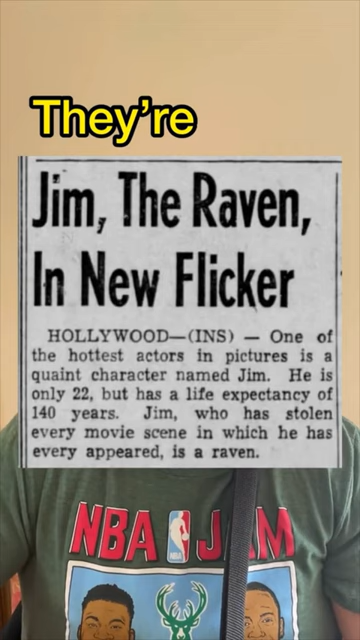 They're
Jim, The Raven,
In New Flicker
HOLLYWOOD—(INS) — One of
the hottest actors in pictures is a
quaint character named Jim. He is
only 22, but has a life expectancy of
140 years. Jim, who has stolen
every movie scene in which he has
every appeared, is a raven.
NBA JAM
NBA